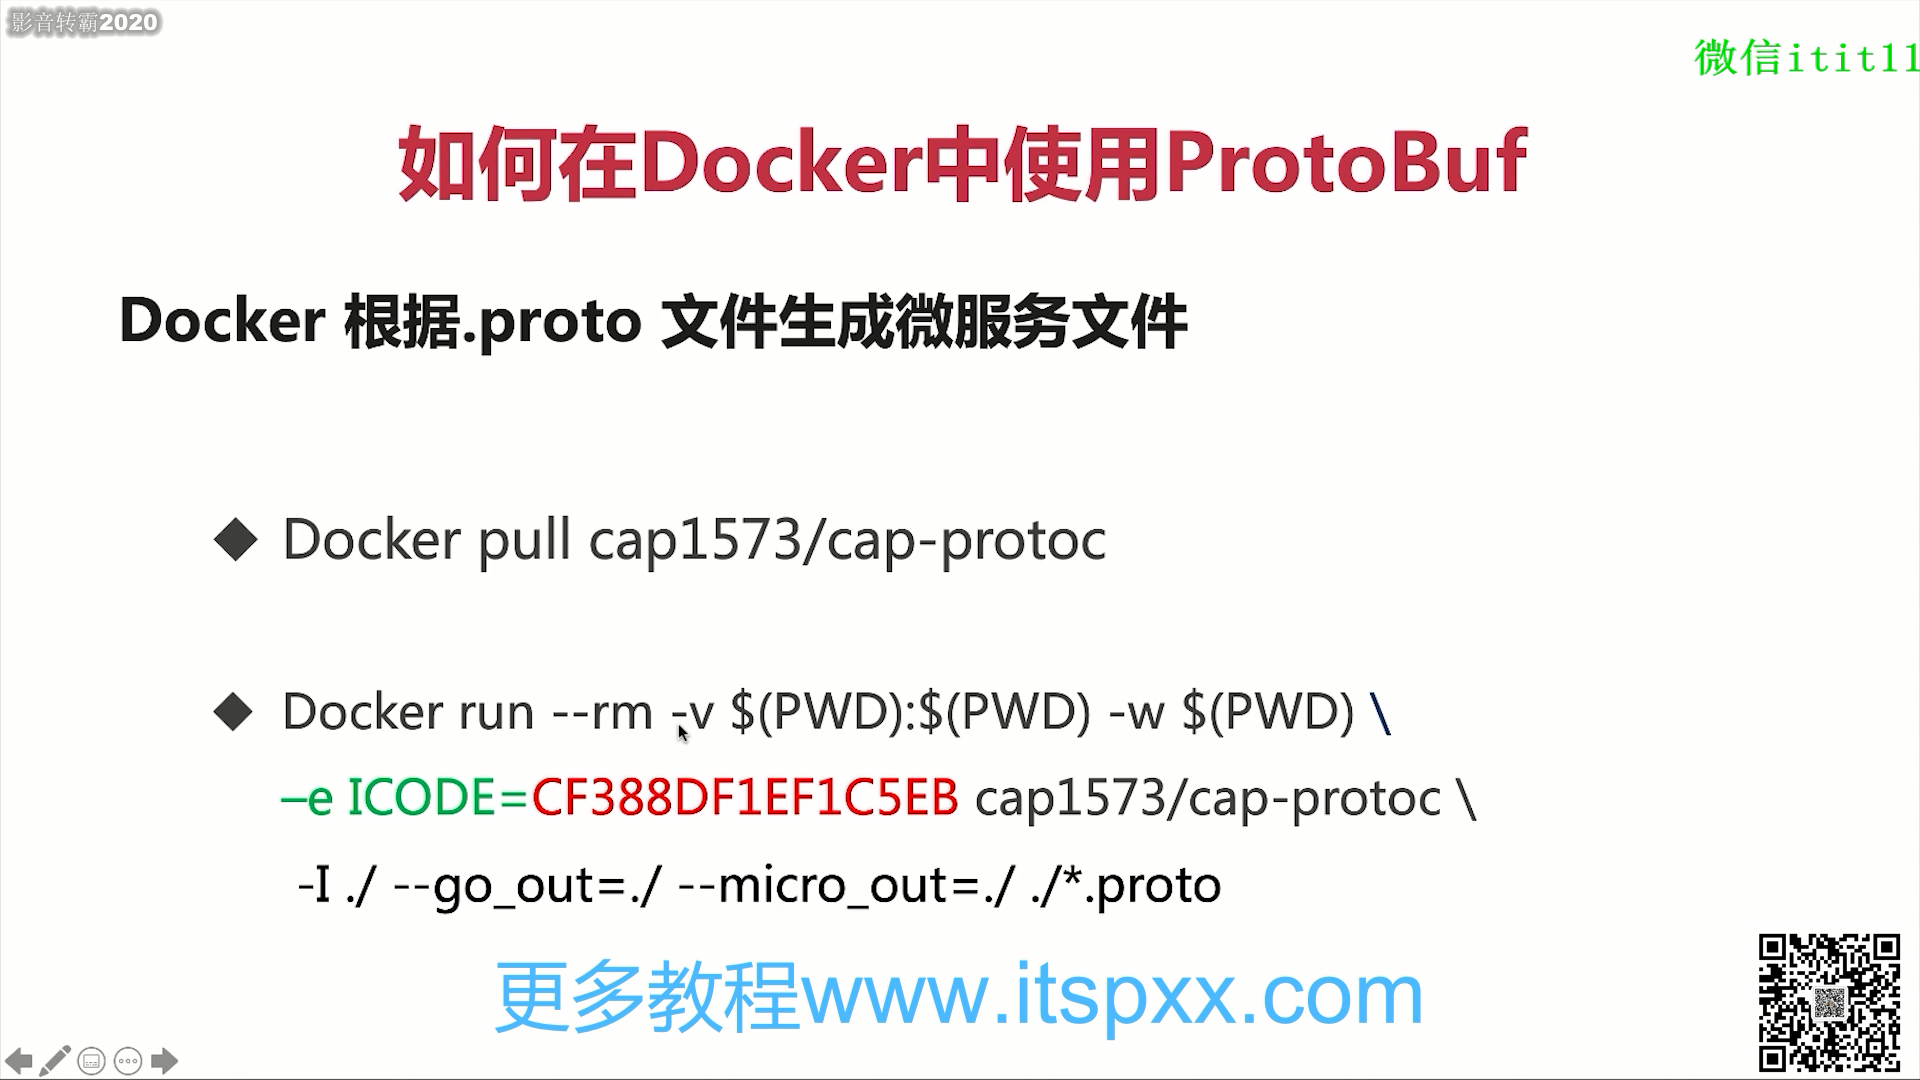 影音转霸2020
微信itit11
如何在Docker中使用ProtoBuf
Docker 根据.proto 文件生成微服务文件
◆ Docker pull cap1573/cap-protoc
◆ Docker run --rm -v $(PWD):$(PWD) -w $(PWD) \
–e ICODE=CF388DF1EF1C5EB cap1573/cap-protoc \
-I ./ --go_out=./ --micro_out=./ ./*.proto
更多教程www.itspxx.com